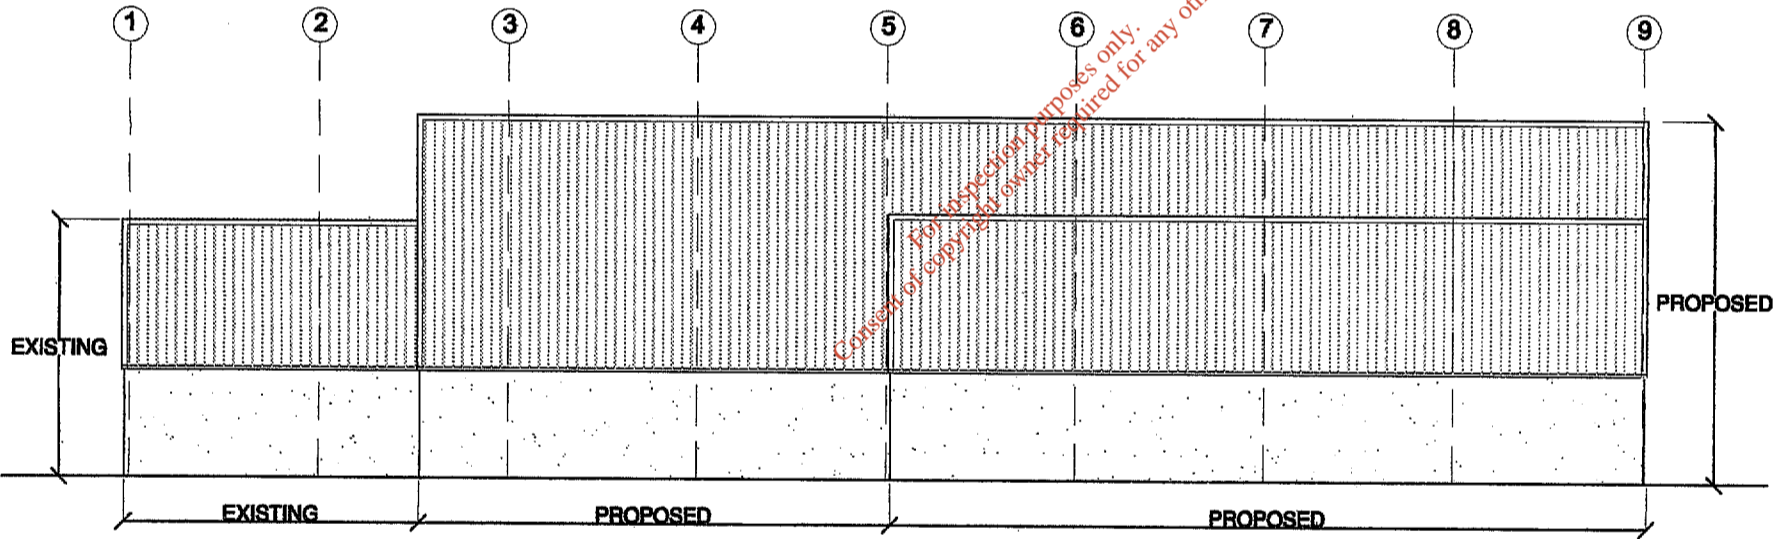 1 2 3 4 5 6 7 8 9
For inspection purposes only.
Consent of copyright owner required for any
EXISTING
PROPOSED
EXISTING
PROPOSED
PROPOSED